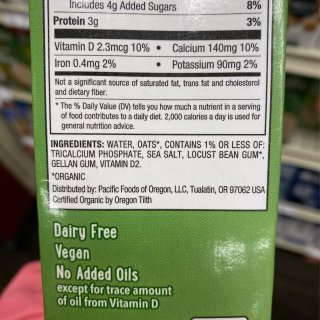 Includes 4g Added Sugars 8%
Protein 3g 3%
Vitamin D 2.3mcg 10% • Calcium 140mg 10%
Iron 0.4mg 2% • Potassium 90mg 2%
Not a significant source of saturated fat, trans fat and cholesterol
and dietary fiber.
* The % Daily Value (DV) tells you how much a nutrient in a serving
of food contributes to a daily diet. 2,000 calories a day is used for
general nutrition advice.
INGREDIENTS: WATER, OATS*, CONTAINS 1% OR LESS OF:
TRICALCIUM PHOSPHATE, SEA SALT, LOCUST BEAN GUM*,
GELLAN GUM, VITAMIN D2.
*ORGANIC
Distributed by: Pacific Foods of Oregon, LLC, Tualatin, OR 97062 USA
Certified Organic by Oregon Tilth
Dairy Free
Vegan
No Added Oils
except for trace amount
of oil from Vitamin D